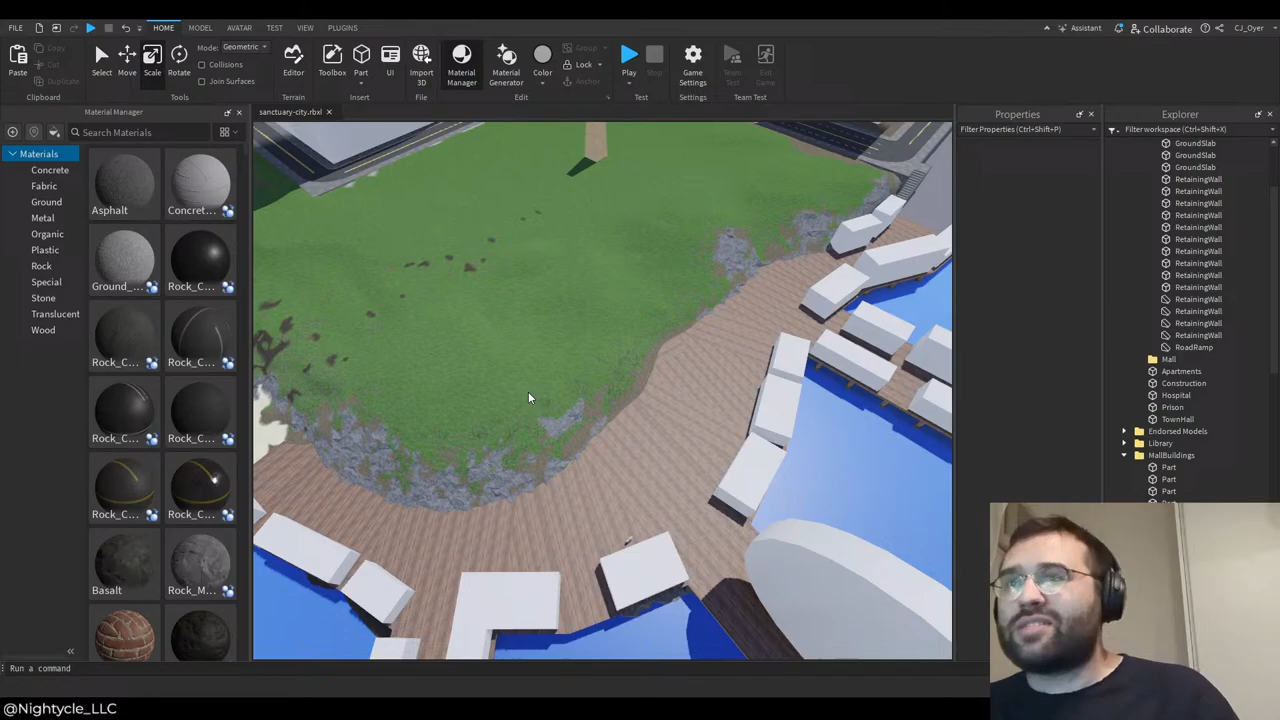 FILE HOME MODEL AVATAR TEST VIEW PLUGINS Assistant Collaborate CJ_Oyer
Paste Copy Cut Duplicate Select Move Scale Rotate Mode: Geometric Collisions Join Surfaces Editor Toolbox Part UI Import 3D Material Manager Material Generator Color Group Lock Anchor Play Stop Game Settings Team Test Exit Game
Clipboard Tools Terrain Insert File Edit Test Settings Team Test
Material Manager
Search Materials
Materials
Concrete
Fabric
Ground
Metal
Organic
Plastic
Rock
Special
Stone
Translucent
Wood
Asphalt Concret...
Ground_... Rock_C...
Rock_C... Rock_C...
Rock_C... Rock_C...
Rock_C... Rock_C...
Basalt Rock_M...
sanctuary-city.rbxl
Properties
Filter Properties (Ctrl+Shift+P)
Explorer
Filter workspace (Ctrl+Shift+X)
GroundSlab
GroundSlab
GroundSlab
RetainingWall
RetainingWall
RetainingWall
RetainingWall
RetainingWall
RetainingWall
RetainingWall
RetainingWall
RetainingWall
RetainingWall
RetainingWall
RetainingWall
RetainingWall
RetainingWall
RoadRamp
Mall
Apartments
Construction
Hospital
Prison
TownHall
Endorsed Models
Library
MallBuildings
Part
Part
Part
Run a command
@Nightycle_LLC